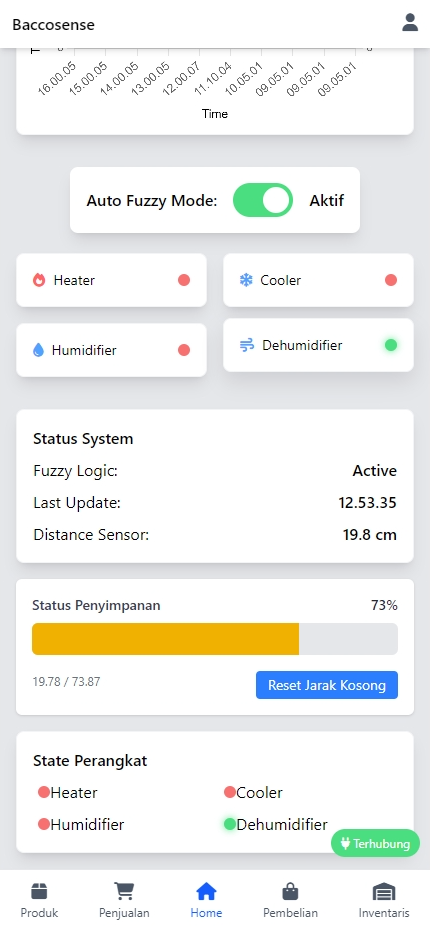 Baccosense
16.00.05 15.00.05 14.00.05 13.00.05 12.00.07 11.10.04 10.05.01 09.05.01 09.05.01 09.05.01
Time
Auto Fuzzy Mode: Aktif
Heater
Cooler
Humidifier
Dehumidifier
Status System
Fuzzy Logic: Active
Last Update: 12.53.35
Distance Sensor: 19.8 cm
Status Penyimpanan 73%
19.78 / 73.87 Reset Jarak Kosong
State Perangkat
Heater Cooler
Humidifier Dehumidifier
Terhubung
Produk Penjualan Home Pembelian Inventaris